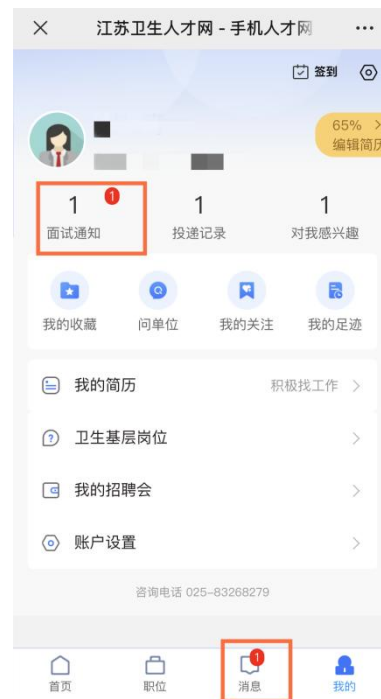 江苏卫生人才网 - 手机人才网
签到
65%
编辑简历
1 1 1 1
面试通知 投递记录 对我感兴趣
我的收藏 问单位 我的关注 我的足迹
我的简历 积极找工作
卫生基层岗位
我的招聘会
账户设置
咨询电话 025-83268279
1
首页 职位 消息 我的